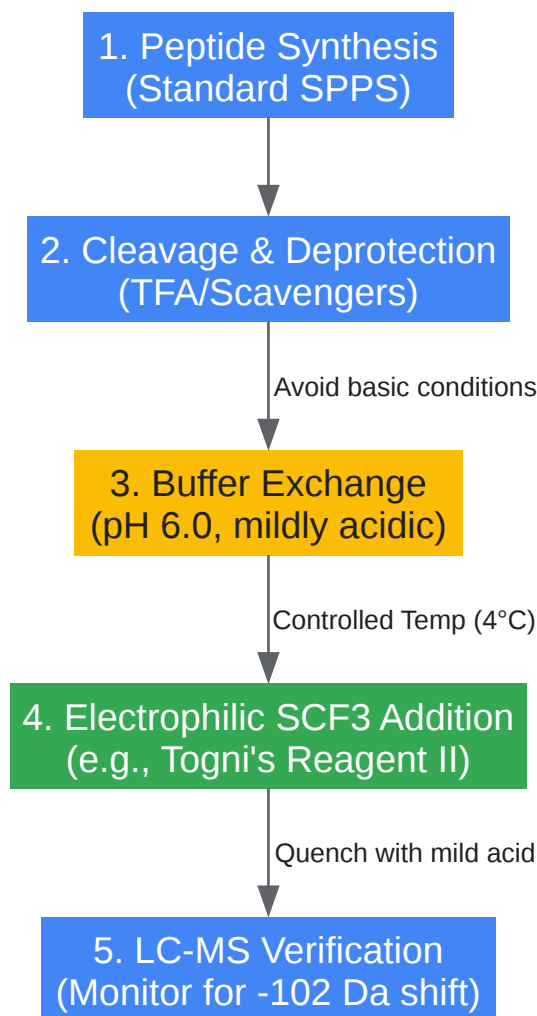 1. Peptide Synthesis
(Standard SPPS)
2. Cleavage & Deprotection
(TFA/Scavengers)
Avoid basic conditions
3. Buffer Exchange
(pH 6.0, mildly acidic)
Controlled Temp (4°C)
4. Electrophilic SCF3 Addition
(e.g., Togni's Reagent II)
Quench with mild acid
5. LC-MS Verification
(Monitor for -102 Da shift)